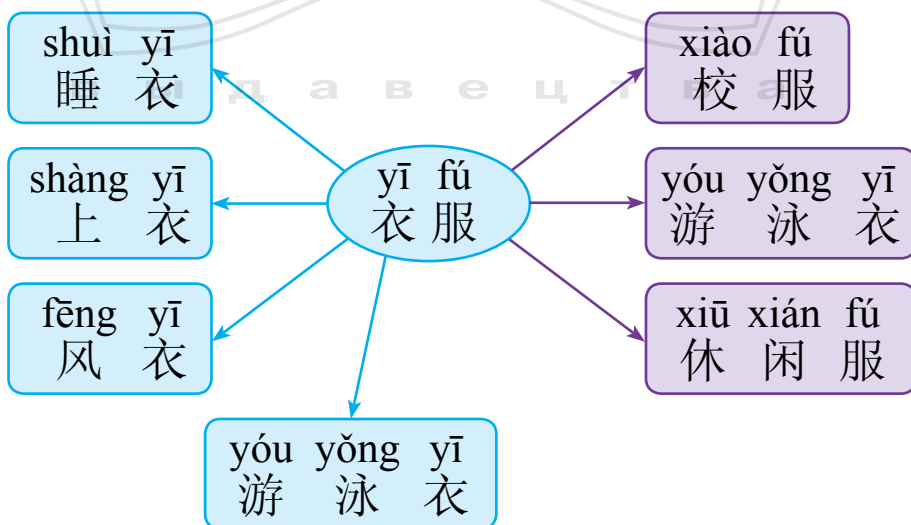 shuì yī
睡 衣
xiào fú
校 服
д а в е ц т в а
shàng yī
上 衣
yī fú
衣 服
yóu yǒng yī
游 泳 衣
fēng yī
风 衣
xiū xián fú
休 闲 服
yóu yǒng yī
游 泳 衣